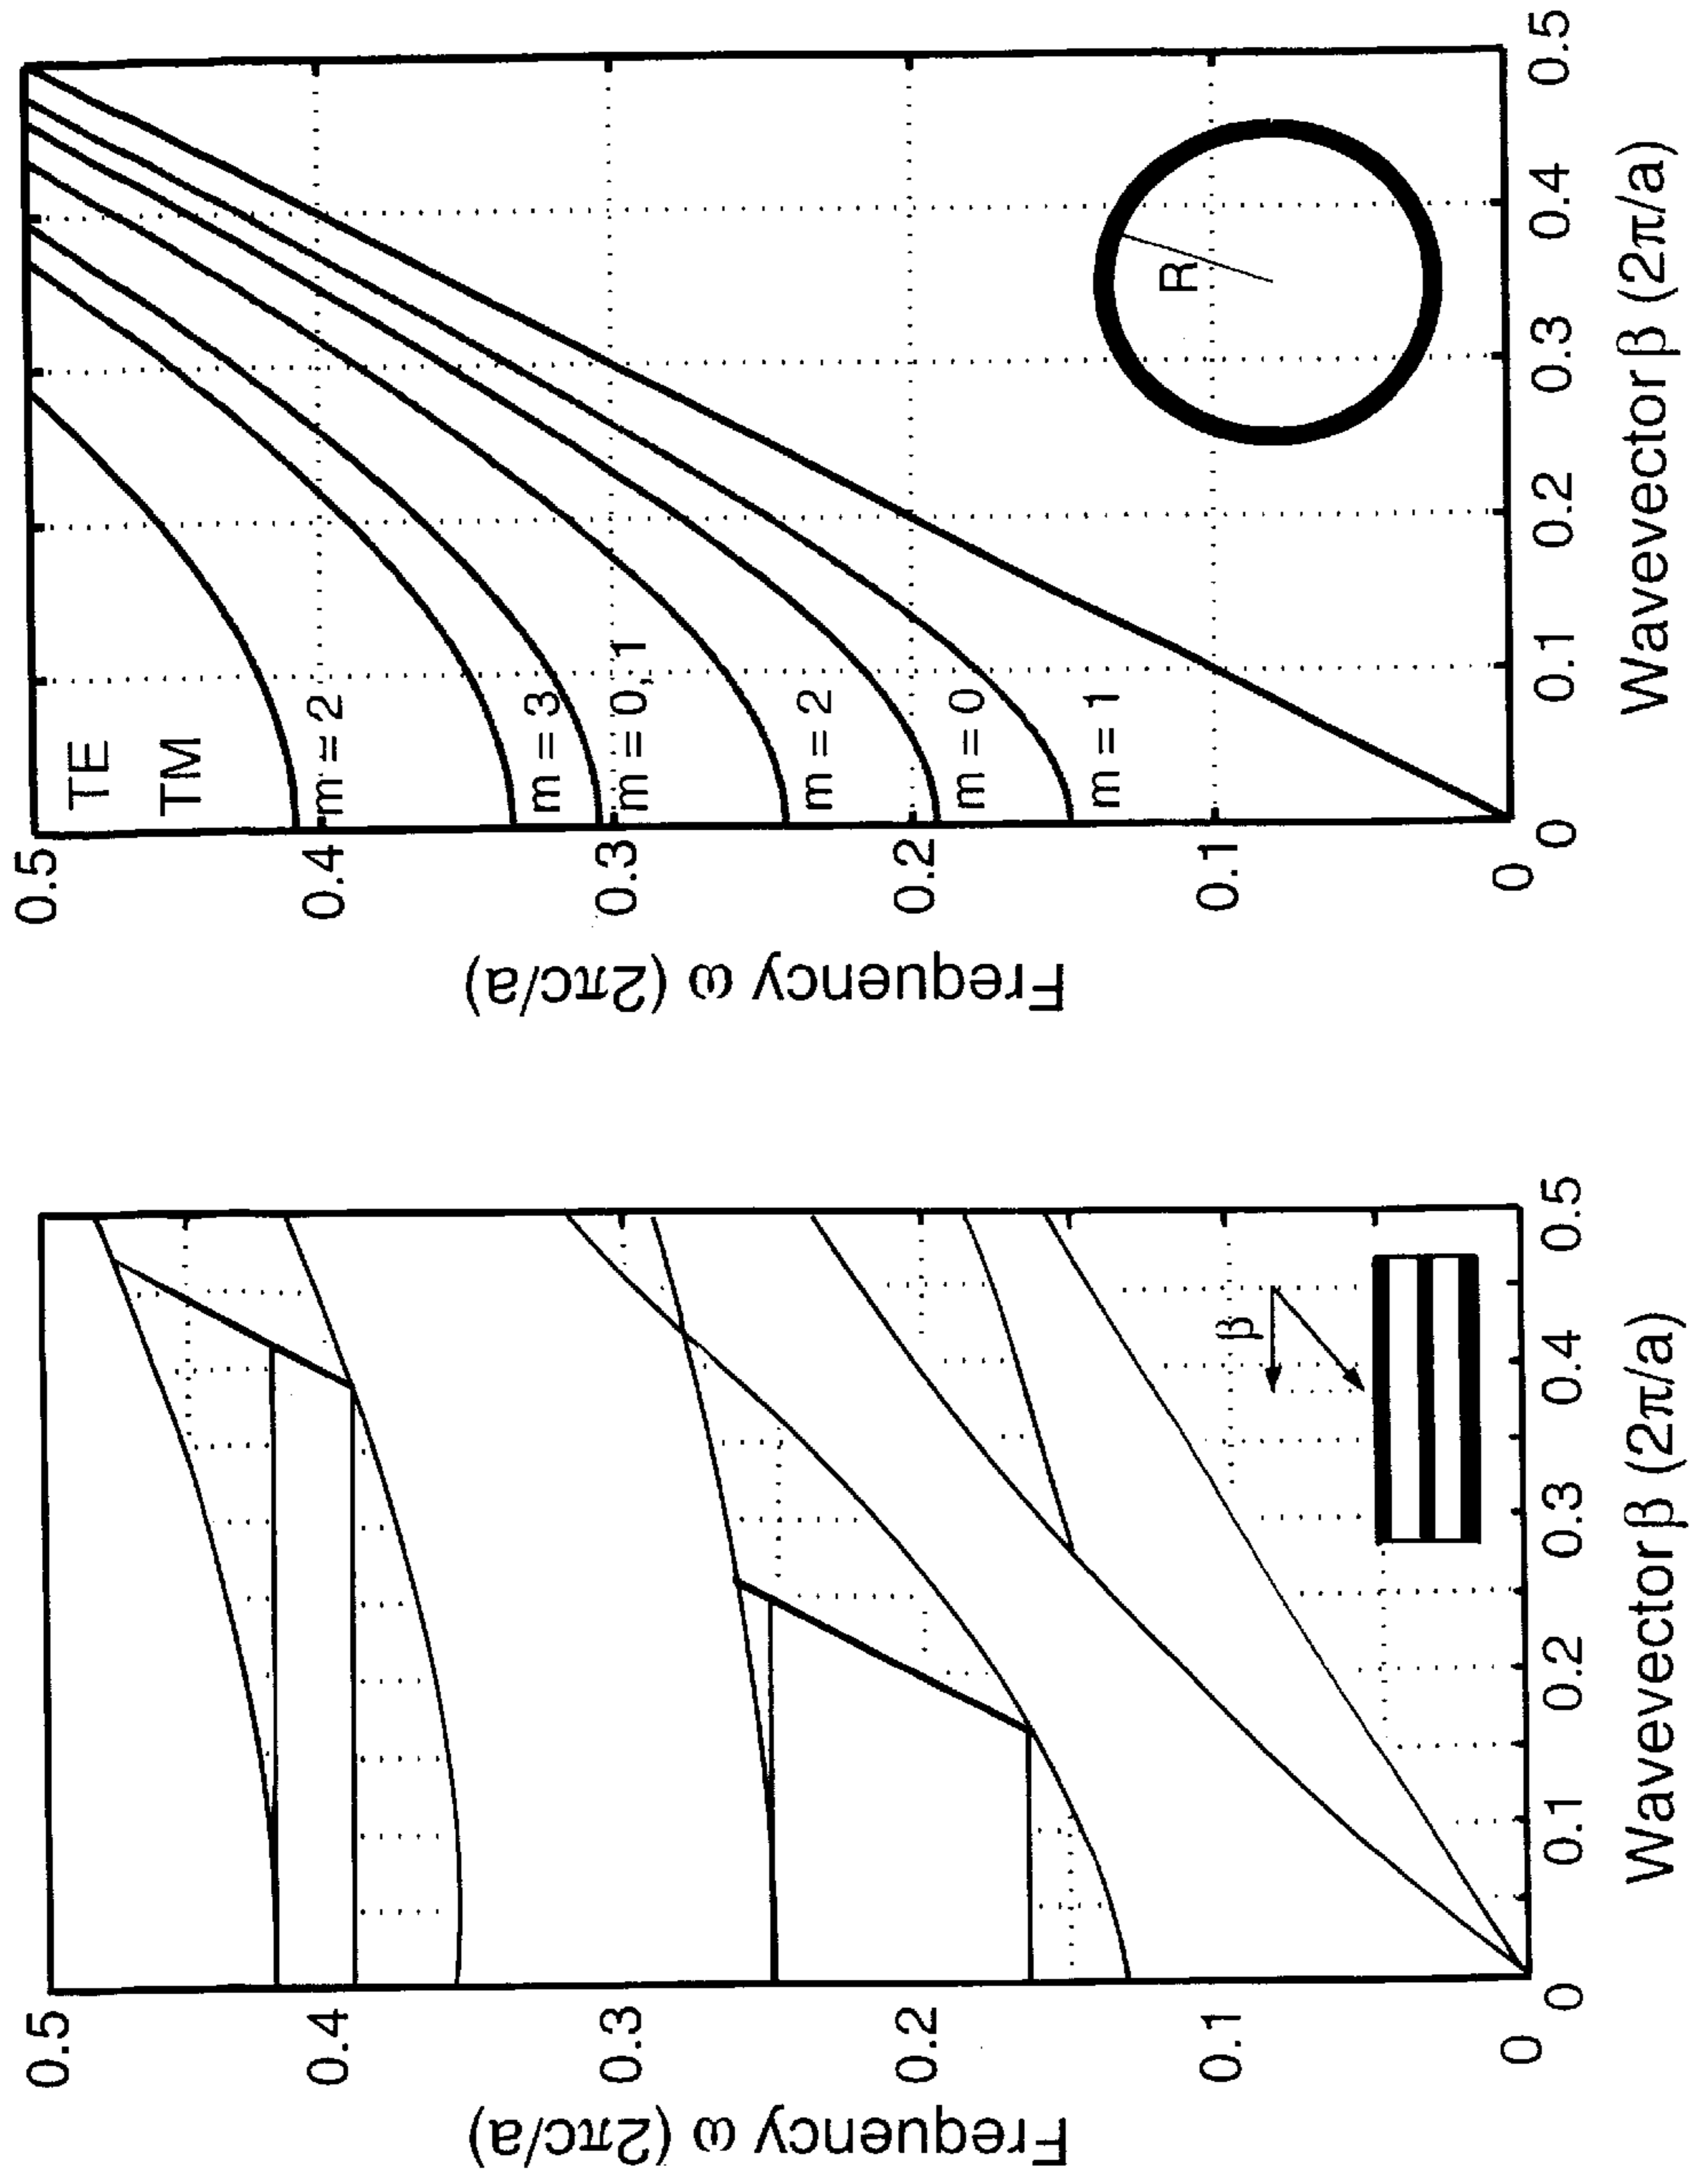 0.5
0.4
0.3
0.2
0.1
0
Frequency ω (2πc/a)
β
0
0.1
0.2
0.3
0.4
0.5
Wavevector β (2π/a)
0.5
0.4
0.3
0.2
0.1
0
Frequency ω (2πc/a)
TE
TM
m = 2
m = 3
m = 0, 1
m = 2
m = 0
m = 1
R
0
0.1
0.2
0.3
0.4
0.5
Wavevector β (2π/a)